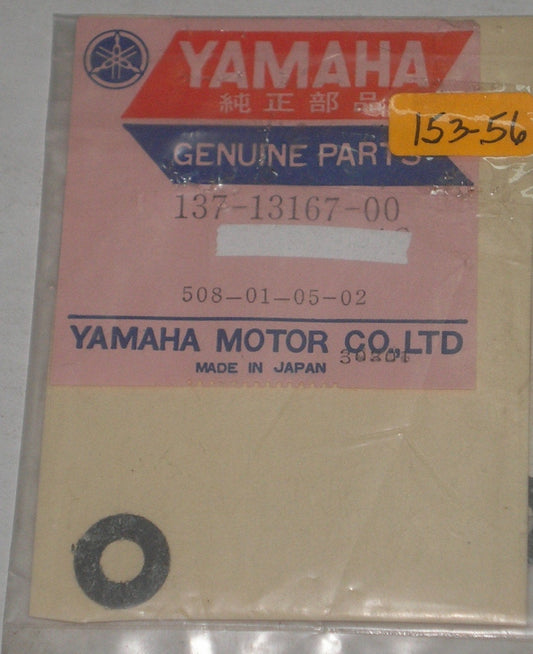 YAMAHA
純正部品
153-56
GENUINE PARTS
137-13167-00
508-01-05-02
YAMAHA MOTOR CO.,LTD
MADE IN JAPAN